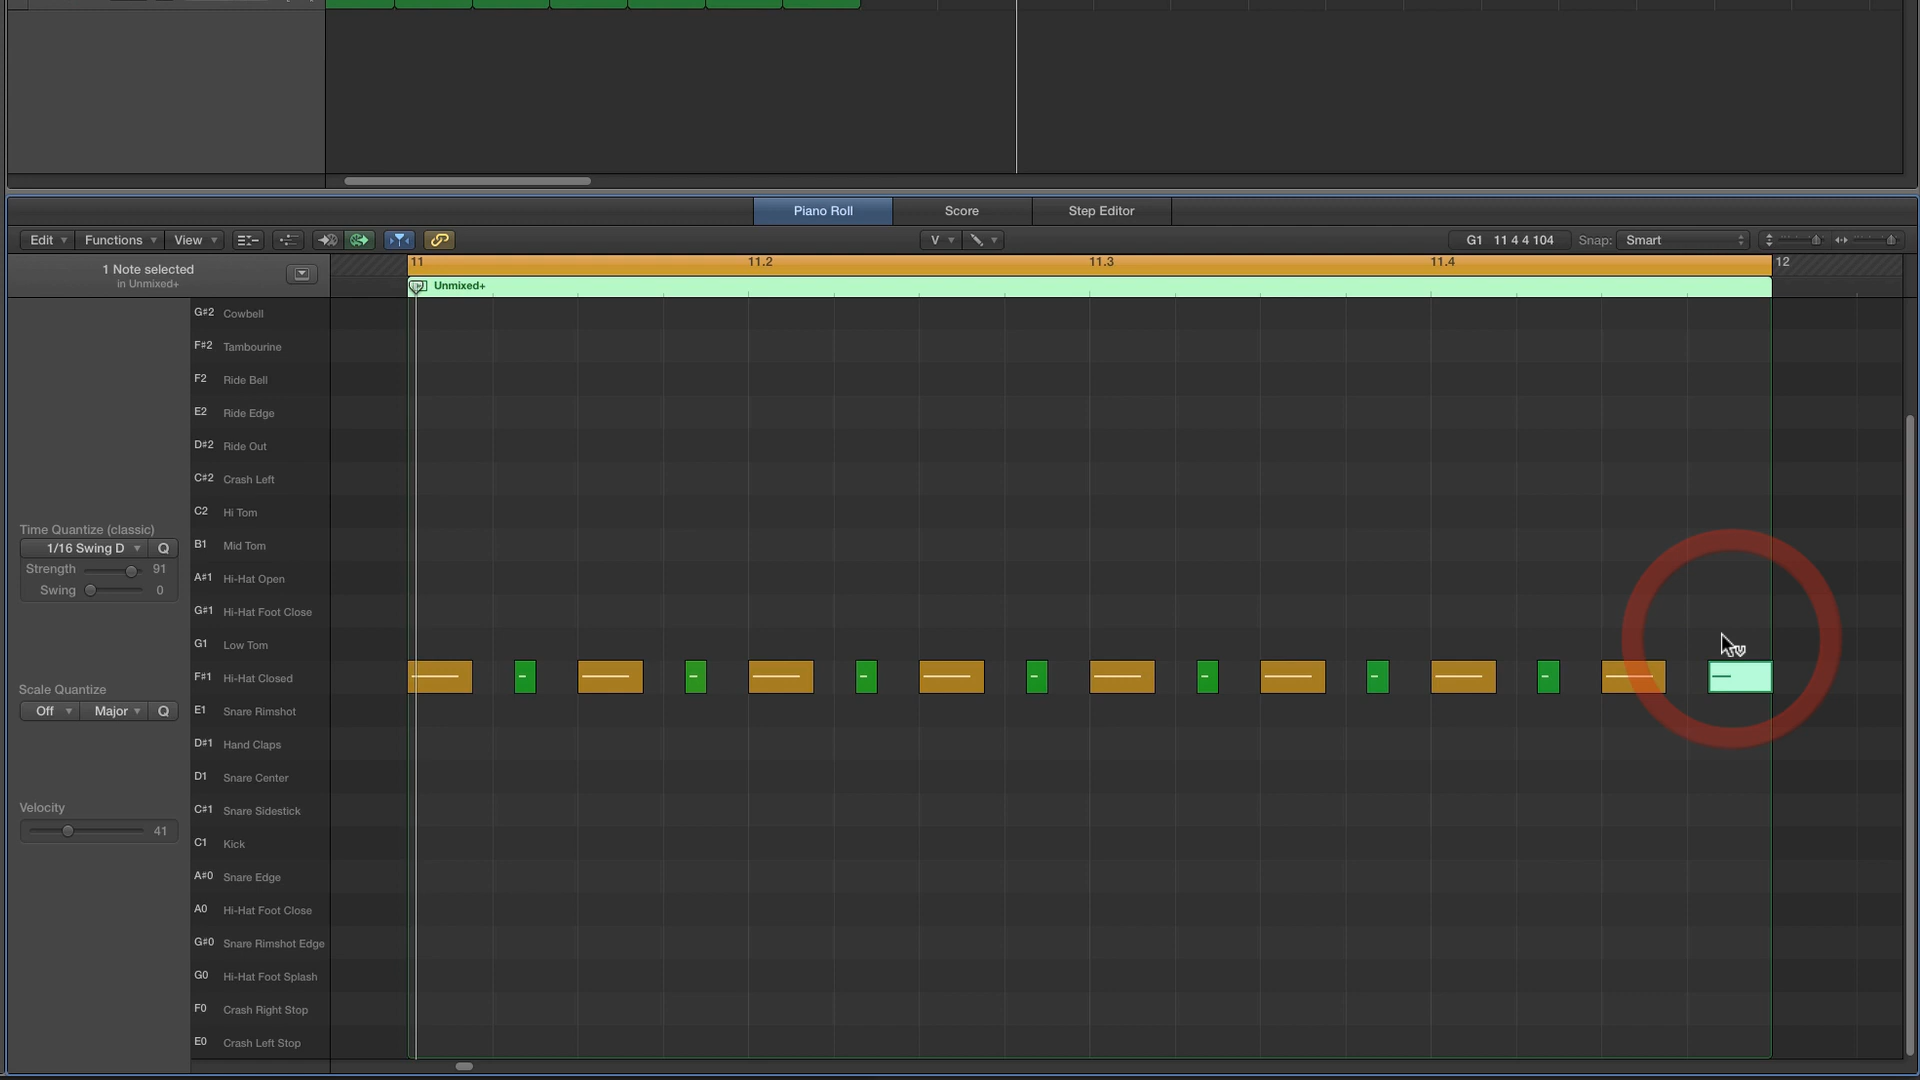 Piano Roll
Score
Step Editor
Edit
Functions
View
V
G1 11 4 4 104
Snap:
Smart
1 Note selected
in Unmixed+
11
11.2
11.3
11.4
12
Unmixed+
G#2 Cowbell
F#2 Tambourine
F2 Ride Bell
E2 Ride Edge
D#2 Ride Out
C#2 Crash Left
C2 Hi Tom
B1 Mid Tom
A#1 Hi-Hat Open
G#1 Hi-Hat Foot Close
G1 Low Tom
F#1 Hi-Hat Closed
E1 Snare Rimshot
D#1 Hand Claps
D1 Snare Center
C#1 Snare Sidestick
C1 Kick
A#0 Snare Edge
A0 Hi-Hat Foot Close
G#0 Snare Rimshot Edge
G0 Hi-Hat Foot Splash
F0 Crash Right Stop
E0 Crash Left Stop
Time Quantize (classic)
1/16 Swing D
Q
Strength 91
Swing 0
Scale Quantize
Off
Major
Q
Velocity
41